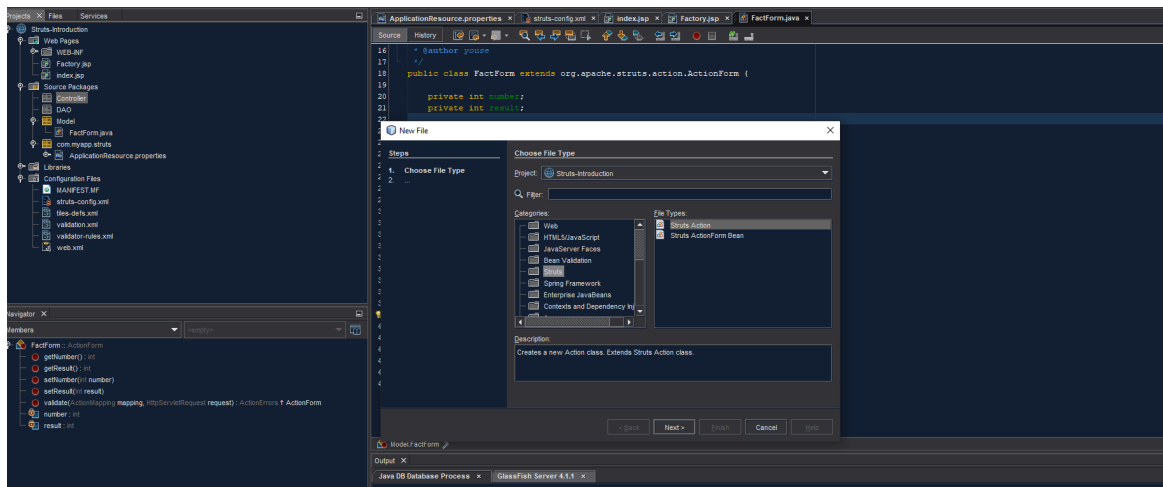 Projects × Files Services
Struts-Introduction
Web Pages
WEB-INF
Factory.jsp
index.jsp
Source Packages
Controller
DAO
Model
FactForm.java
com.myapp.struts
ApplicationResource.properties
Libraries
Configuration Files
MANIFEST.MF
struts-config.xml
tiles-defs.xml
validation.xml
validator-rules.xml
web.xml
Navigator ×
Members <empty>
FactForm :: ActionForm
getNumber() : int
getResult() : int
setNumber(int number)
setResult(int result)
validate(ActionMapping mapping, HttpServletRequest request) : ActionErrors ↑ ActionForm
number : int
result : int
ApplicationResource.properties × struts-config.xml × index.jsp × Factory.jsp × FactForm.java ×
Source History
16 * @author youse
17 */
18 public class FactForm extends org.apache.struts.action.ActionForm {
19
20 private int number;
21 private int result;
22
New File ×
Steps
1. Choose File Type
2. ...
Choose File Type
Project: Struts-Introduction
Filter:
Categories:
Web
HTML5/JavaScript
JavaServer Faces
Bean Validation
Struts
Spring Framework
Enterprise JavaBeans
Contexts and Dependency Inj
File Types:
Struts Action
Struts ActionForm Bean
Description:
Creates a new Action class. Extends Struts Action class.
< Back Next > Finish Cancel Help
Model.FactForm
Output ×
Java DB Database Process × GlassFish Server 4.1.1 ×